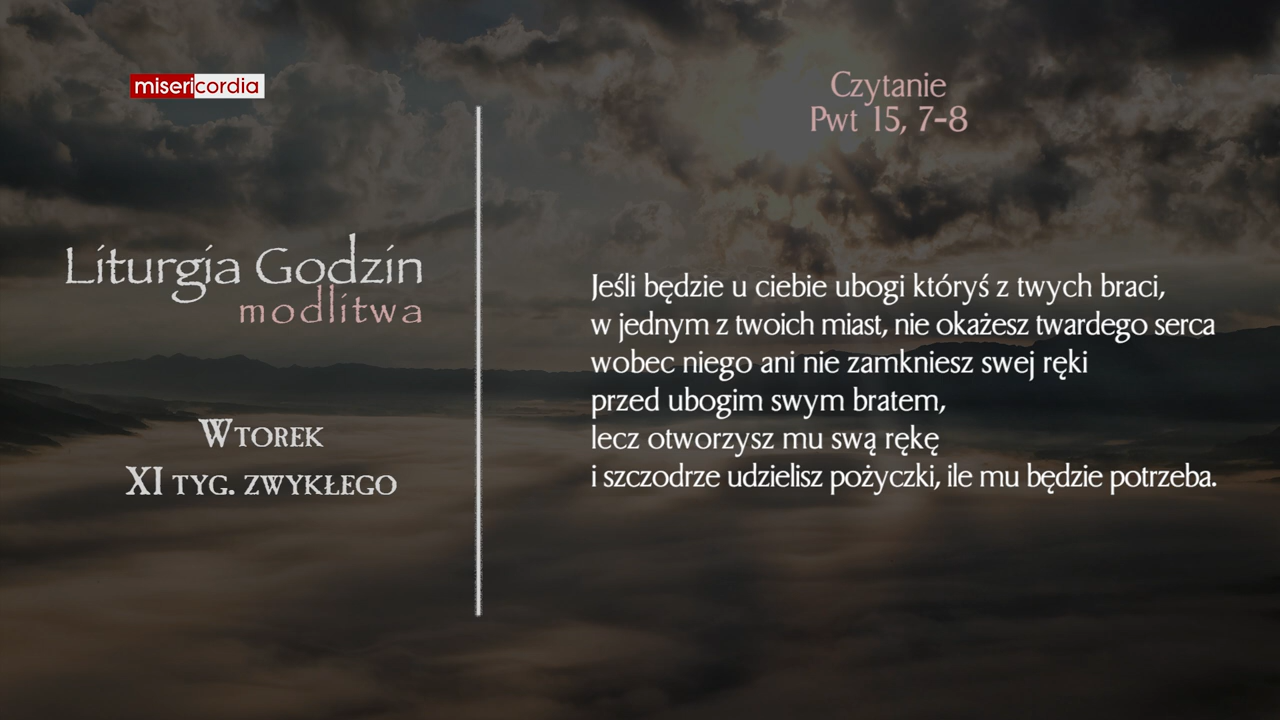 misericordia
Liturgia Godzin
modlitwa
Wtorek
XI tyg. zwykłego
Czytanie
Pwt 15, 7-8
Jeśli będzie u ciebie ubogi któryś z twych braci,
w jednym z twoich miast, nie okażesz twardego serca
wobec niego ani nie zamkniesz swej ręki
przed ubogim swym bratem,
lecz otworzysz mu swą rękę
i szczodrze udzielisz pożyczki, ile mu będzie potrzeba.